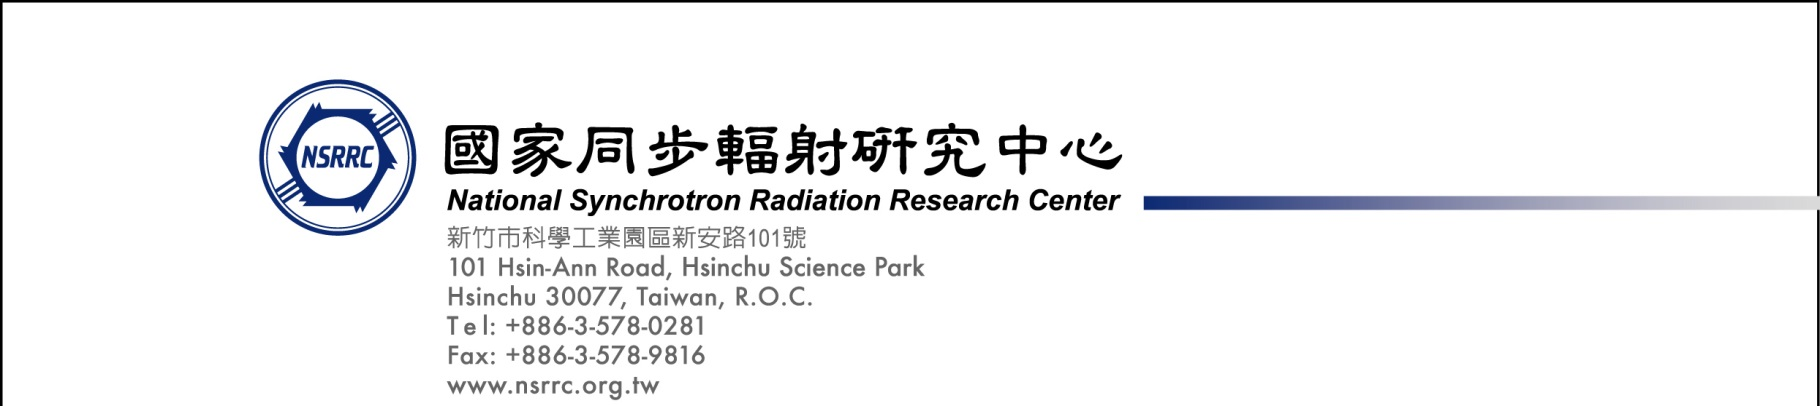 NSRRC
國家同步輻射研究中心
National Synchrotron Radiation Research Center
新竹市科學工業園區新安路101號
101 Hsin-Ann Road, Hsinchu Science Park
Hsinchu 30077, Taiwan, R.O.C.
Tel: +886-3-578-0281
Fax: +886-3-578-9816
www.nsrrc.org.tw